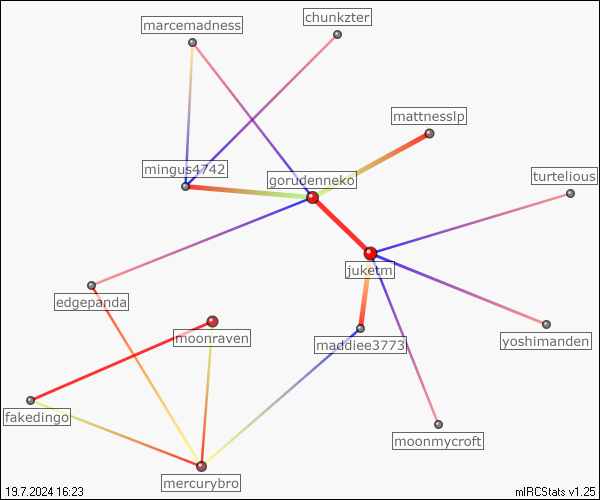 chunkzter
marcemadness
mattnesslp
mingus4742
turtelious
gorudenneko
juketm
edgepanda
moonraven
yoshimanden
maddiee3773
fakedingo
moonmycroft
mercurybro
19.7.2024 16:23
mIRCStats v1.25